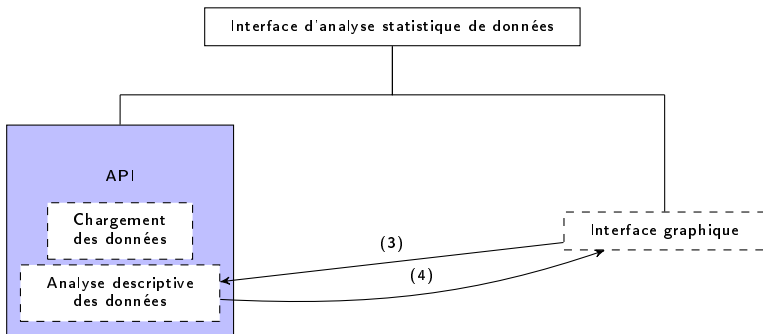 Interface d'analyse statistique de données
API
Chargement
des données
Analyse descriptive
des données
(3)
(4)
Interface graphique